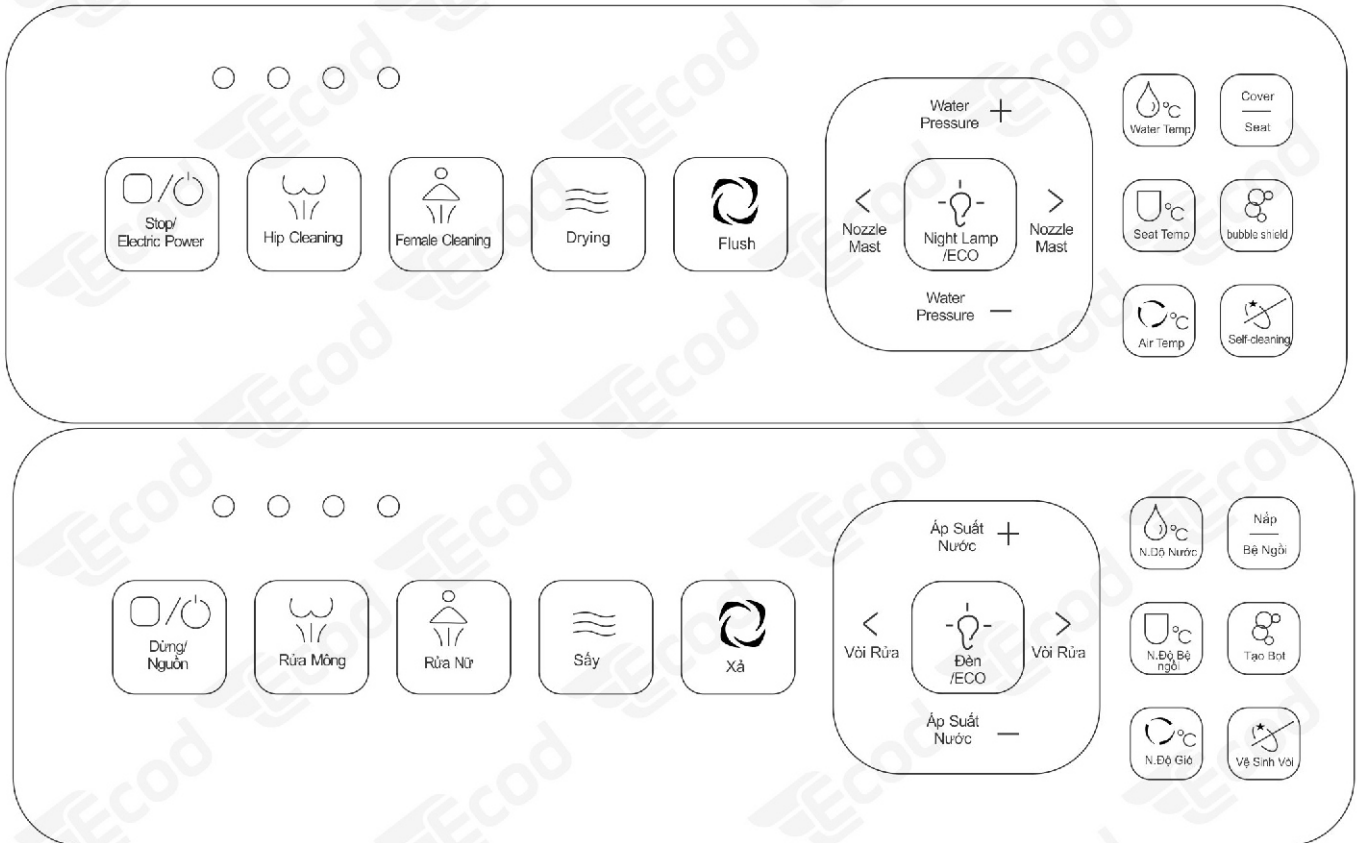 Water
Pressure +
°C
Water Temp
Cover
Seat
Stop/
Electric Power
Hip Cleaning
Female Cleaning
Drying
Flush
<
Nozzle
Mast
Night Lamp
/ECO
>
Nozzle
Mast
°C
Seat Temp
bubble shield
Water
Pressure —
°C
Air Temp
Self-cleaning
Áp Suất
Nước +
°C
N.Độ Nước
Nắp
Bệ Ngồi
Dừng/
Nguồn
Rửa Mông
Rửa Nữ
Sấy
Xả
<
Vòi Rửa
Đèn
/ECO
>
Vòi Rửa
°C
N.Độ Bệ
ngồi
Tạo Bọt
Áp Suất
Nước —
°C
N.Độ Gió
Vệ Sinh Vòi
Ecod